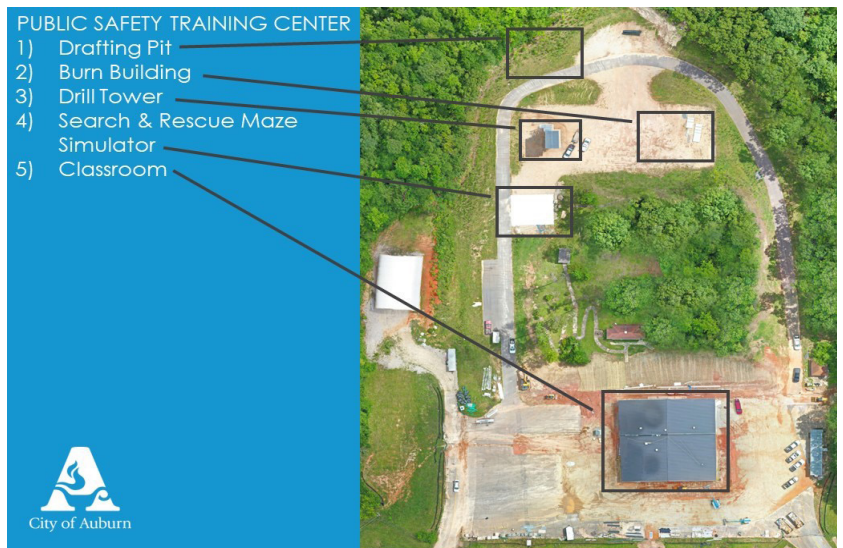 PUBLIC SAFETY TRAINING CENTER
1) Drafting Pit
2) Burn Building
3) Drill Tower
4) Search & Rescue Maze
Simulator
5) Classroom
City of Auburn